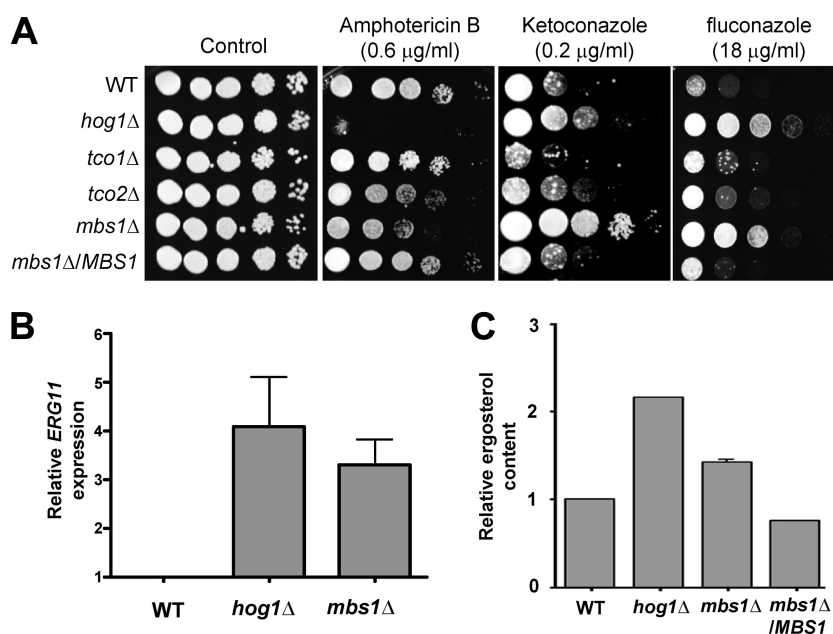 A
Control
Amphotericin B
(0.6 μg/ml)
Ketoconazole
(0.2 μg/ml)
fluconazole
(18 μg/ml)
WT
hog1Δ
tco1Δ
tco2Δ
mbs1Δ
mbs1Δ/MBS1
B
Relative ERG11
expression
6
5
4
3
2
1
WT
hog1Δ
mbs1Δ
C
Relative ergosterol
content
3
2
1
0
WT
hog1Δ
mbs1Δ
mbs1Δ
/MBS1